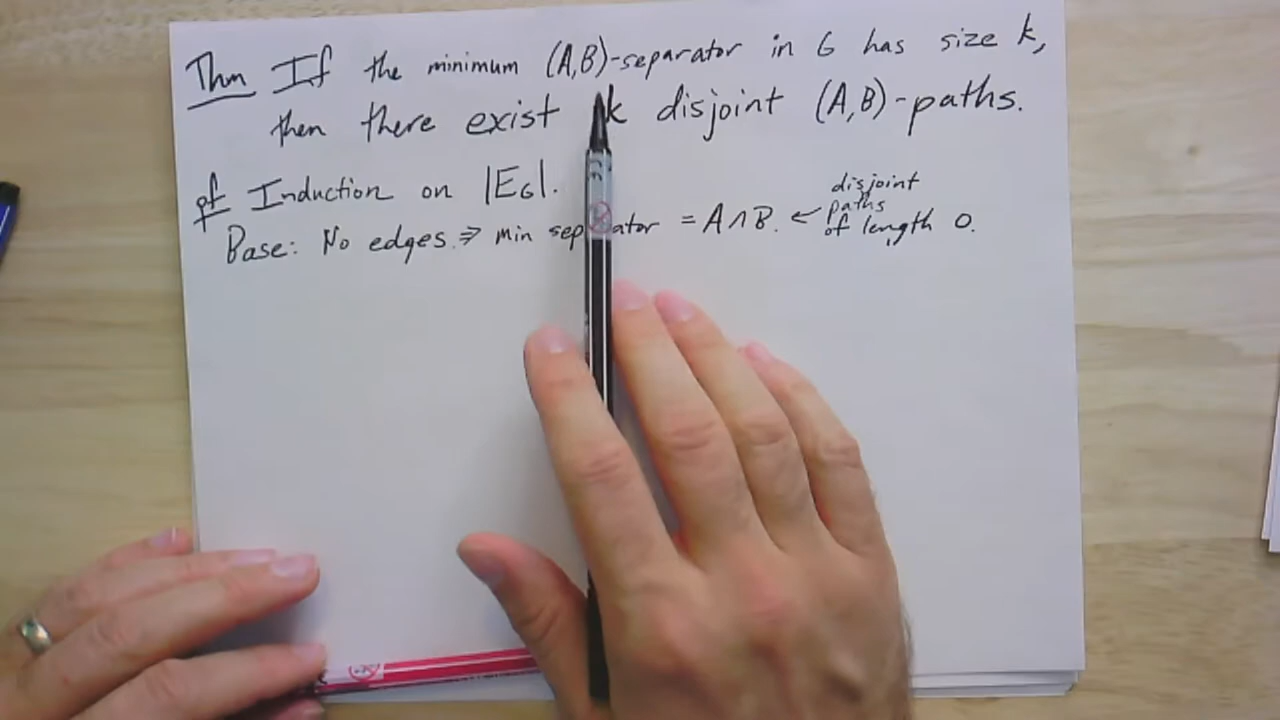 Thm If the minimum (A,B)-separator in G has size k,
then there exist k disjoint (A,B)-paths.
pf Induction on |E_G|.
Base: No edges. ⇒ min separator = A∩B. ← disjoint paths of length 0.